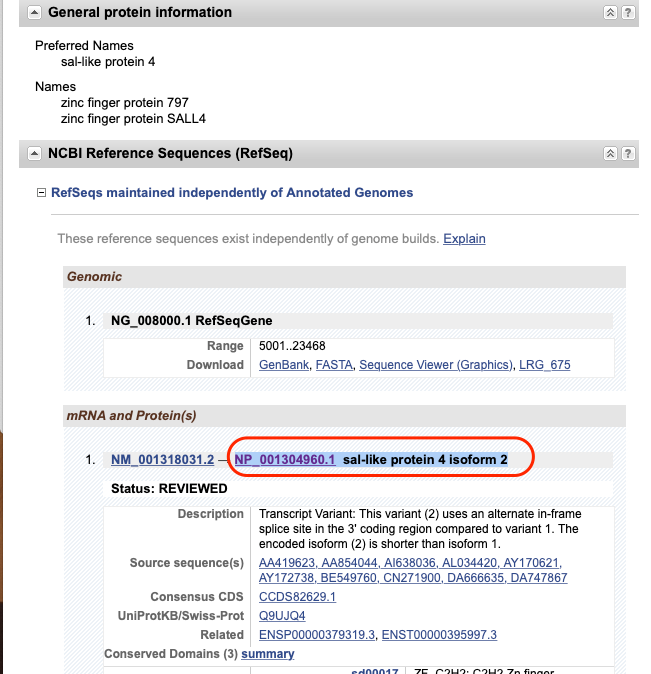 General protein information
Preferred Names
sal-like protein 4
Names
zinc finger protein 797
zinc finger protein SALL4
NCBI Reference Sequences (RefSeq)
RefSeqs maintained independently of Annotated Genomes
These reference sequences exist independently of genome builds. Explain
Genomic
1. NG_008000.1 RefSeqGene
Range 5001..23468
Download GenBank, FASTA, Sequence Viewer (Graphics), LRG_675
mRNA and Protein(s)
1. NM_001318031.2 → NP_001304960.1 sal-like protein 4 isoform 2
Status: REVIEWED
Description Transcript Variant: This variant (2) uses an alternate in-frame
splice site in the 3' coding region compared to variant 1. The
encoded isoform (2) is shorter than isoform 1.
Source sequence(s) AA419623, AA854044, AI638036, AL034420, AY170621,
AY172738, BE549760, CN271900, DA666635, DA747867
Consensus CDS CCDS82629.1
UniProtKB/Swiss-Prot Q9UJQ4
Related ENSP00000379319.3, ENST00000395997.3
Conserved Domains (3) summary
sd00017 ZF_C2H2; C2H2 Zn finger